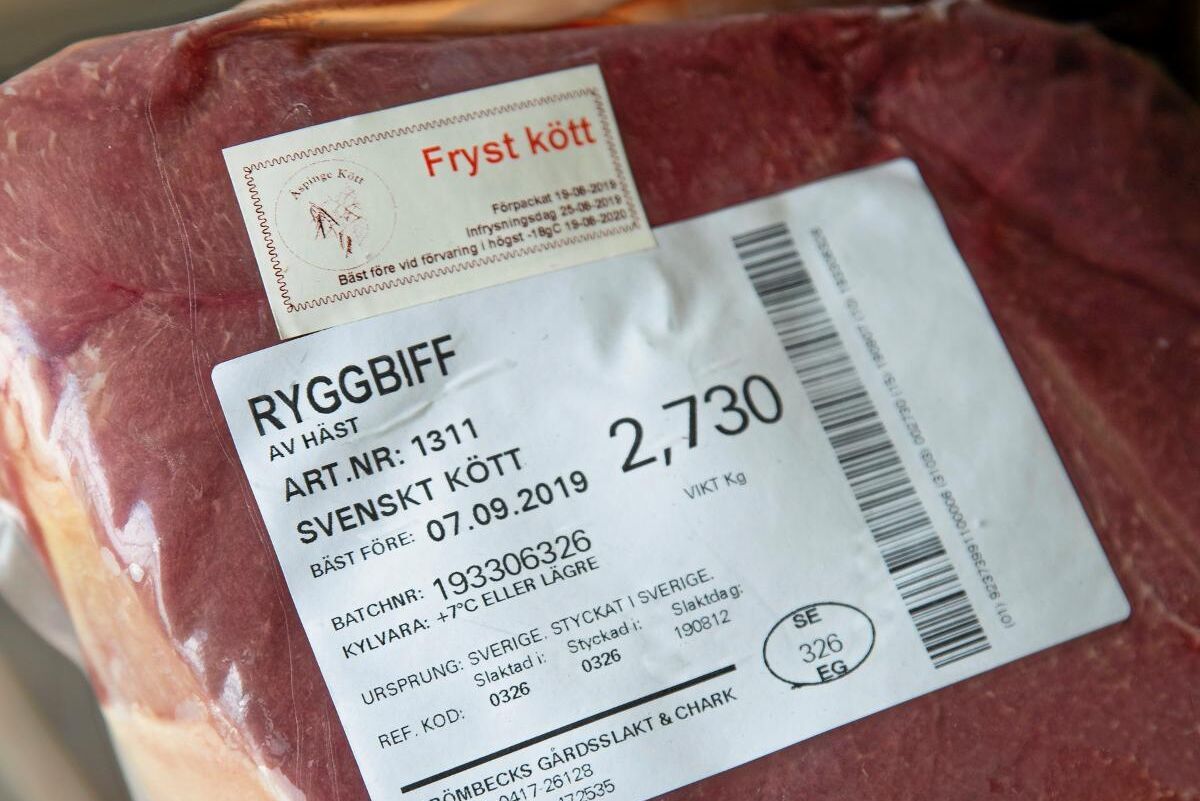 Äspinge Kött
Fryst kött
Förpackat 19-08-2019
Infrysningsdag 25-08-2019
Bäst före vid förvaring i högst -18gC 19-08-2020
RYGGBIFF
AV HÄST
ART.NR: 1311
SVENSKT KÖTT
BÄST FÖRE: 07.09.2019
2,730
VIKT Kg
BATCHNR: 193306326
KYLVARA: +7°C ELLER LÄGRE
URSPRUNG: SVERIGE. STYCKAT I SVERIGE.
Slaktad i: Styckad i: Slaktdag:
REF. KOD: 0326 0326 190812
SE
326
EG
GÅRDSSLAKT & CHARK
0417-26128